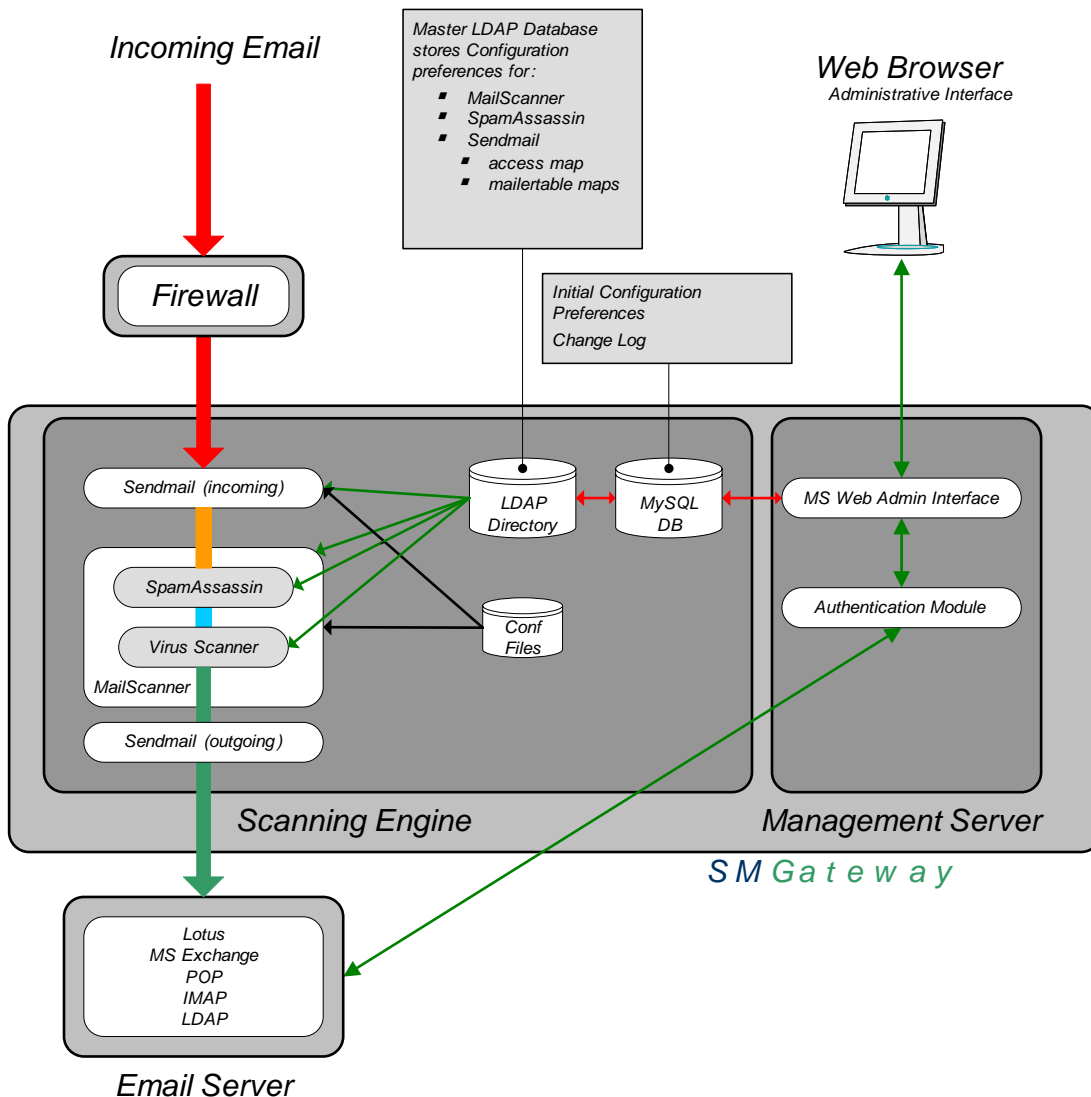 Incoming Email
Master LDAP Database
stores Configuration
preferences for:
▪ MailScanner
▪ SpamAssassin
▪ Sendmail
▪ access map
▪ mailertable maps
Web Browser
Administrative Interface
Firewall
Initial Configuration
Preferences
Change Log
Sendmail (incoming)
LDAP
Directory
MySQL
DB
MS Web Admin Interface
SpamAssassin
Virus Scanner
MailScanner
Conf
Files
Authentication Module
Sendmail (outgoing)
Scanning Engine
Management Server
SMGateway
Lotus
MS Exchange
POP
IMAP
LDAP
Email Server